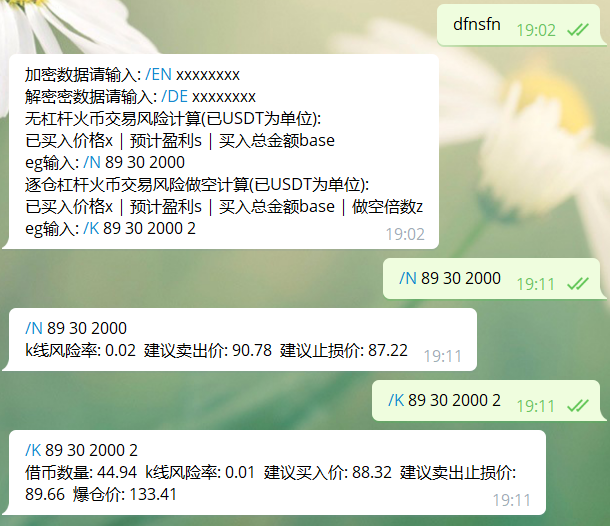 dfnsfn
19:02
加密数据请输入: /EN xxxxxxxx
解密密数据请输入: /DE xxxxxxxx
无杠杆火币交易风险计算(已USDT为单位):
已买入价格x | 预计盈利s | 买入总金额base
eg输入: /N 89 30 2000
逐仓杠杆火币交易风险做空计算(已USDT为单位):
已买入价格x | 预计盈利s | 买入总金额base | 做空倍数z
eg输入: /K 89 30 2000 2
19:02
/N 89 30 2000
19:11
/N 89 30 2000
k线风险率: 0.02 建议卖出价: 90.78 建议止损价: 87.22
19:11
/K 89 30 2000 2
19:11
/K 89 30 2000 2
借币数量: 44.94 k线风险率: 0.01 建议买入价: 88.32 建议卖出止损价:
89.66 爆仓价: 133.41
19:11